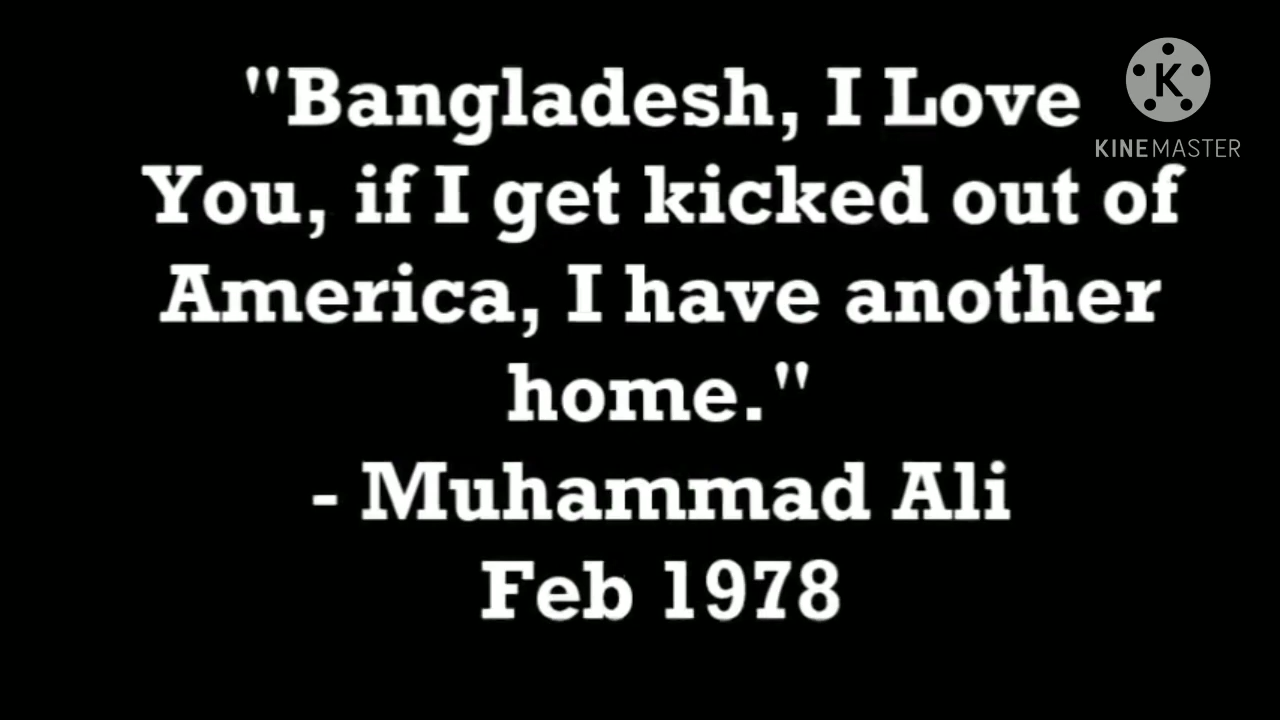 "Bangladesh, I Love
You, if I get kicked out of
America, I have another
home."
- Muhammad Ali
Feb 1978
K
KINEMASTER